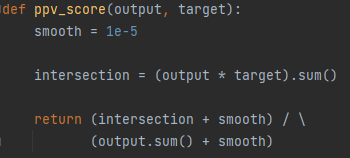 def ppv_score(output, target):
    smooth = 1e-5
    intersection = (output * target).sum()
    return (intersection + smooth) / \
           (output.sum() + smooth)